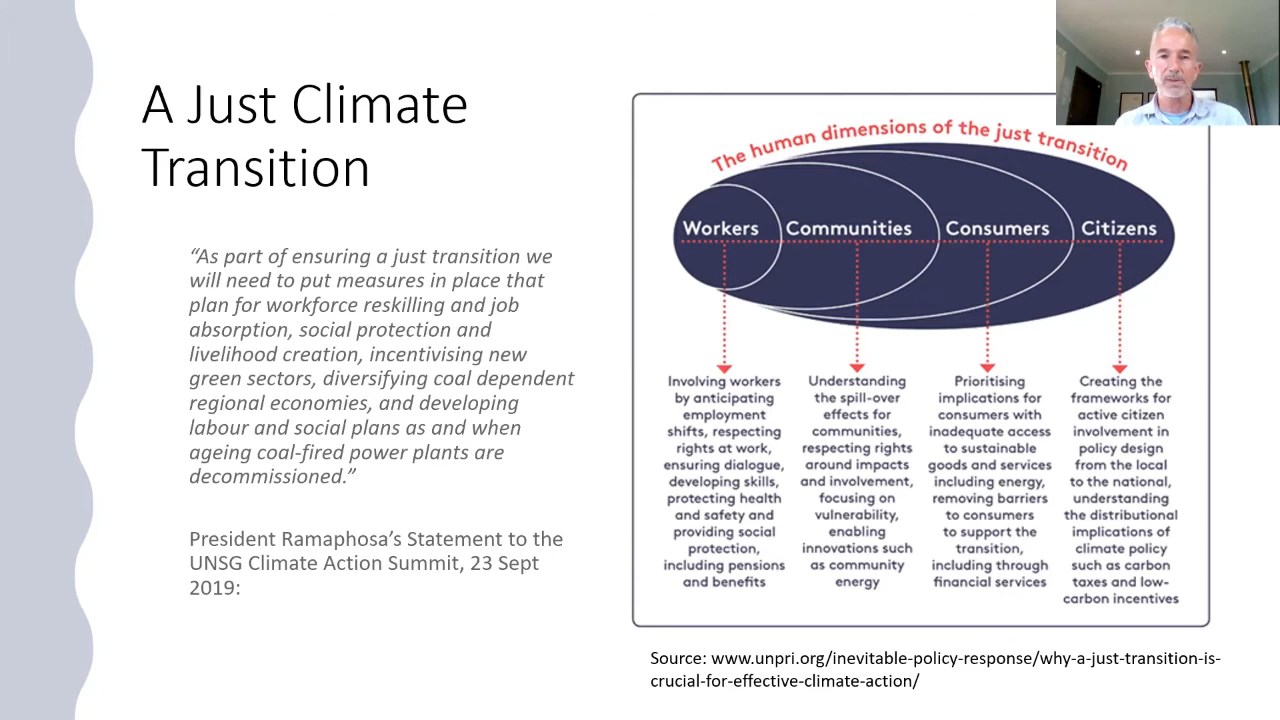 A Just Climate
Transition
“As part of ensuring a just transition we
will need to put measures in place that
plan for workforce reskilling and job
absorption, social protection and
livelihood creation, incentivising new
green sectors, diversifying coal dependent
regional economies, and developing
labour and social plans as and when
ageing coal-fired power plants are
decommissioned.”
President Ramaphosa’s Statement to the
UNSG Climate Action Summit, 23 Sept
2019:
The human dimensions of the just transition
Workers
Communities
Consumers
Citizens
Involving workers
by anticipating
employment
shifts, respecting
rights at work,
ensuring dialogue,
developing skills,
protecting health
and safety and
providing social
protection,
including pensions
and benefits
Understanding
the spill-over
effects for
communities,
respecting rights
around impacts
and involvement,
focusing on
vulnerability,
enabling
innovations such
as community
energy
Prioritising
implications for
consumers with
inadequate access
to sustainable
goods and services
including energy,
removing barriers
to consumers
to support the
transition,
including through
financial services
Creating the
frameworks for
active citizen
involvement in
policy design
from the local
to the national,
understanding
the distributional
implications of
climate policy
such as carbon
taxes and low-
carbon incentives
Source: www.unpri.org/inevitable-policy-response/why-a-just-transition-is-
crucial-for-effective-climate-action/